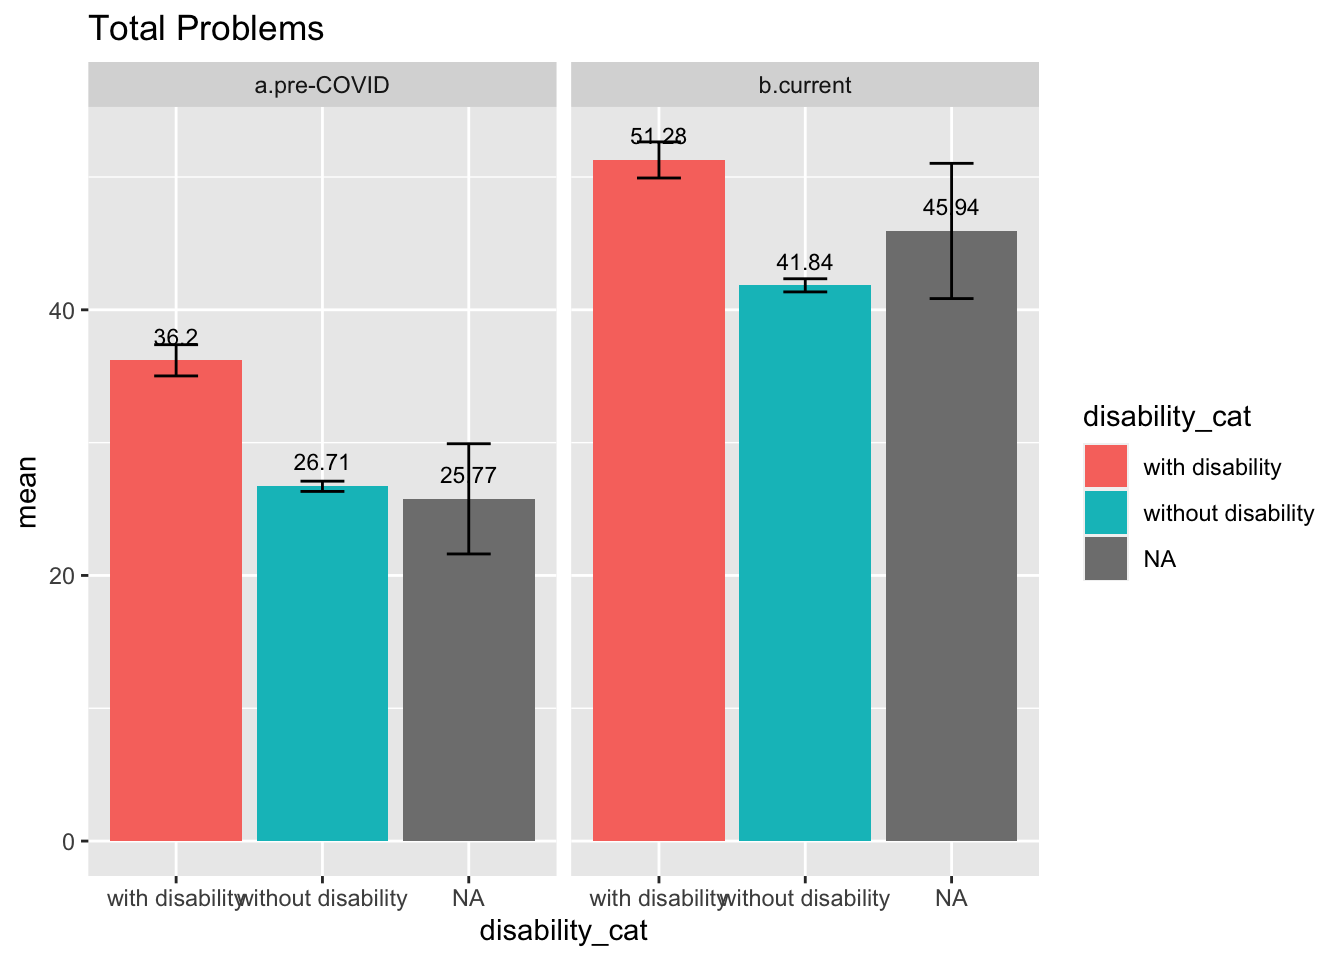 Total Problems
a.pre-COVID
b.current
51.28
45.94
41.84
36.2
26.71
25.77
40
20
0
mean
with disability
without disability
NA
with disability
without disability
NA
disability_cat
disability_cat
with disability
without disability
NA